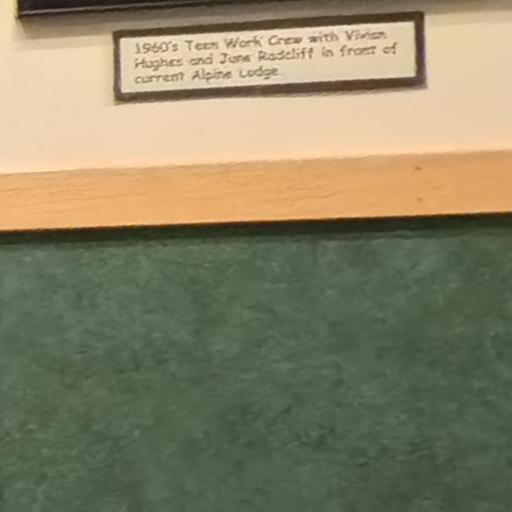 1960's Teen Work Crew with Vivian
Hughes and June Radcliff in front of
current Alpine Lodge